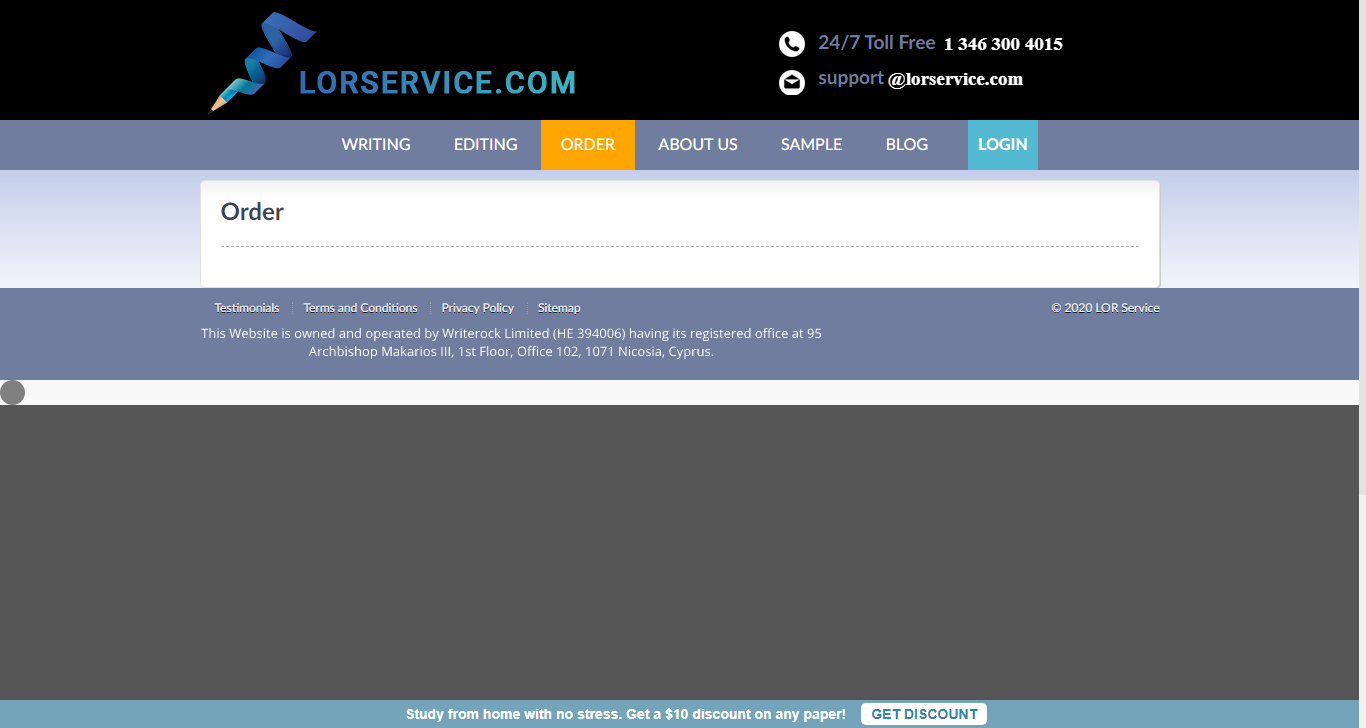 LORSERVICE.COM
24/7 Toll Free 1 346 300 4015
support @lorservice.com
WRITING EDITING ORDER ABOUT US SAMPLE BLOG LOGIN
Order
Testimonials Terms and Conditions Privacy Policy Sitemap © 2020 LOR Service
This Website is owned and operated by Writerock Limited (HE 394006) having its registered office at 95
Archbishop Makarios III, 1st Floor, Office 102, 1071 Nicosia, Cyprus.
Study from home with no stress. Get a $10 discount on any paper! GET DISCOUNT